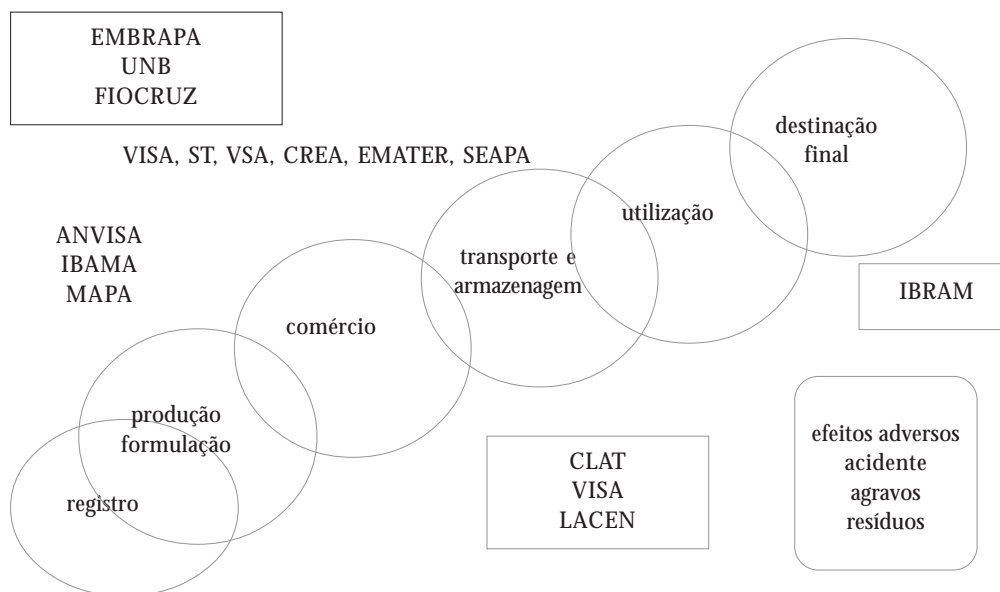 EMBRAPA
UNB
FIOCRUZ
VISA, ST, VSA, CREA, EMATER, SEAPA
ANVISA
IBAMA
MAPA
destinação
final
utilização
transporte e
armazenagem
comércio
produção
formulação
registro
IBRAM
CLAT
VISA
LACEN
efeitos adversos
acidente
agravos
resíduos